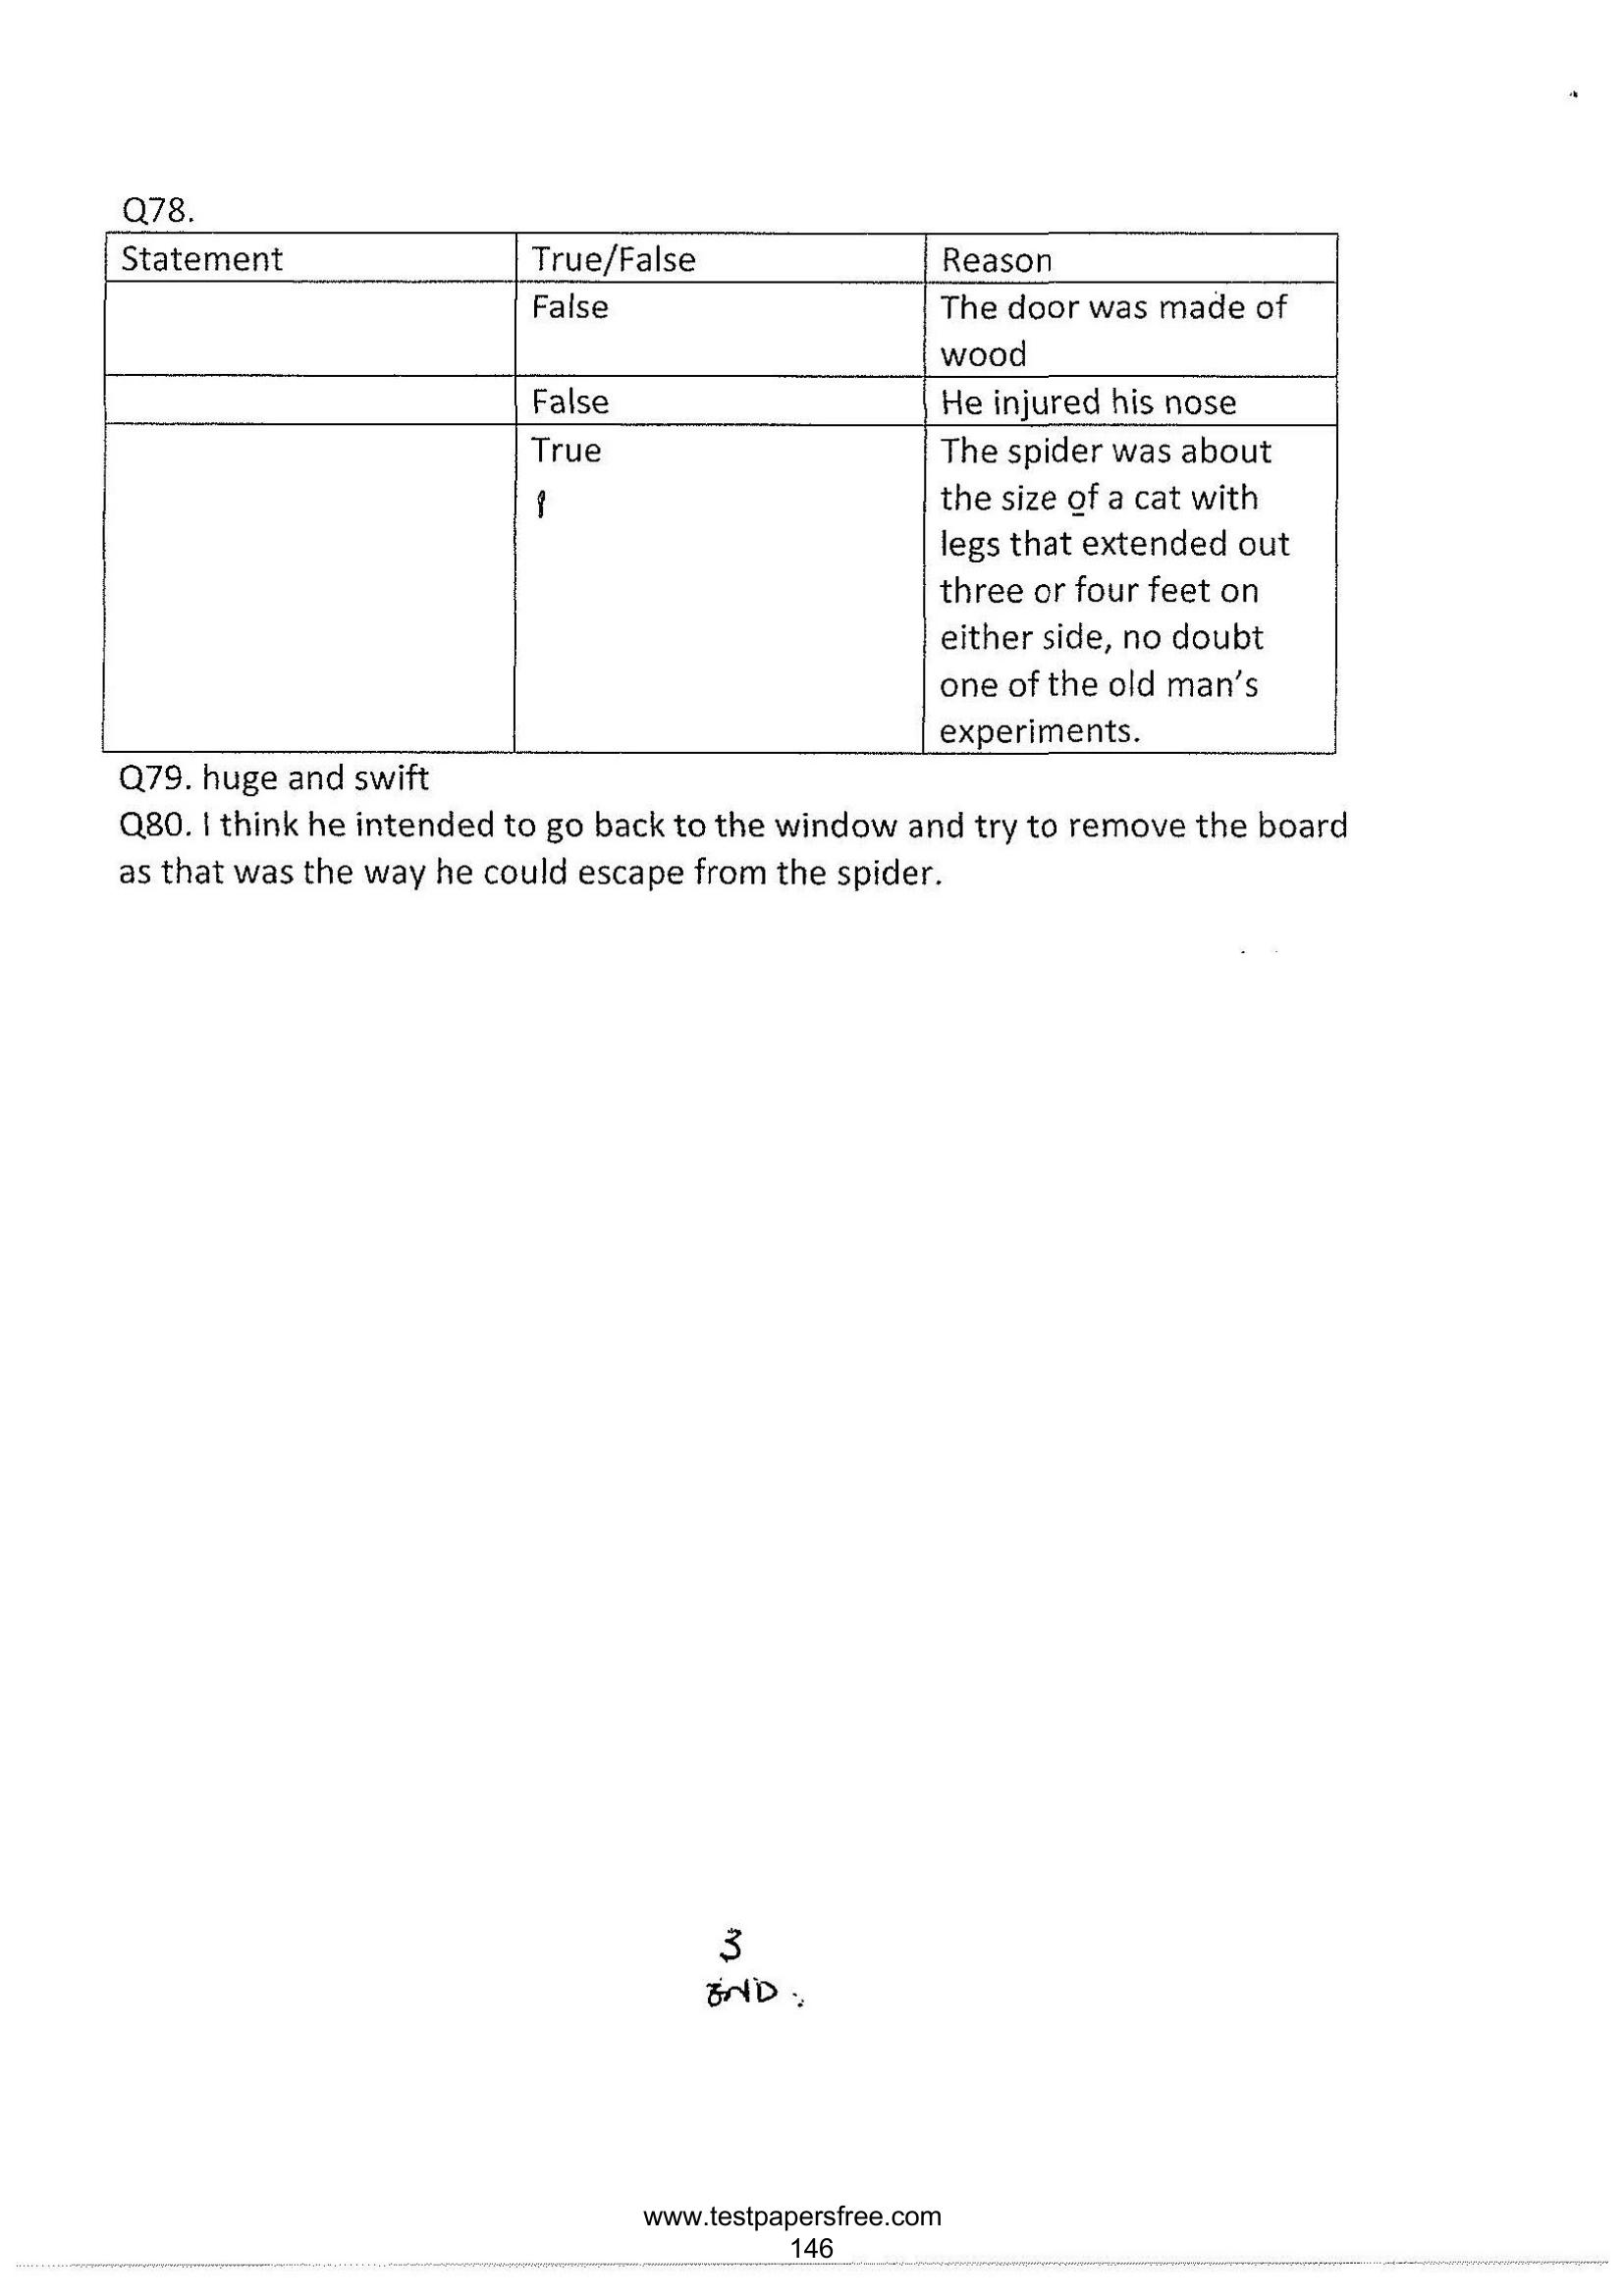 Q78.
Statement True/False Reason
False The door was made of
wood
False He injured his nose
True The spider was about
the size of a cat with
legs that extended out
three or four feet on
either side, no doubt
one of the old man's
experiments.
Q79. huge and swift
Q80. I think he intended to go back to the window and try to remove the board
as that was the way he could escape from the spider.
3
END
www.testpapersfree.com
146